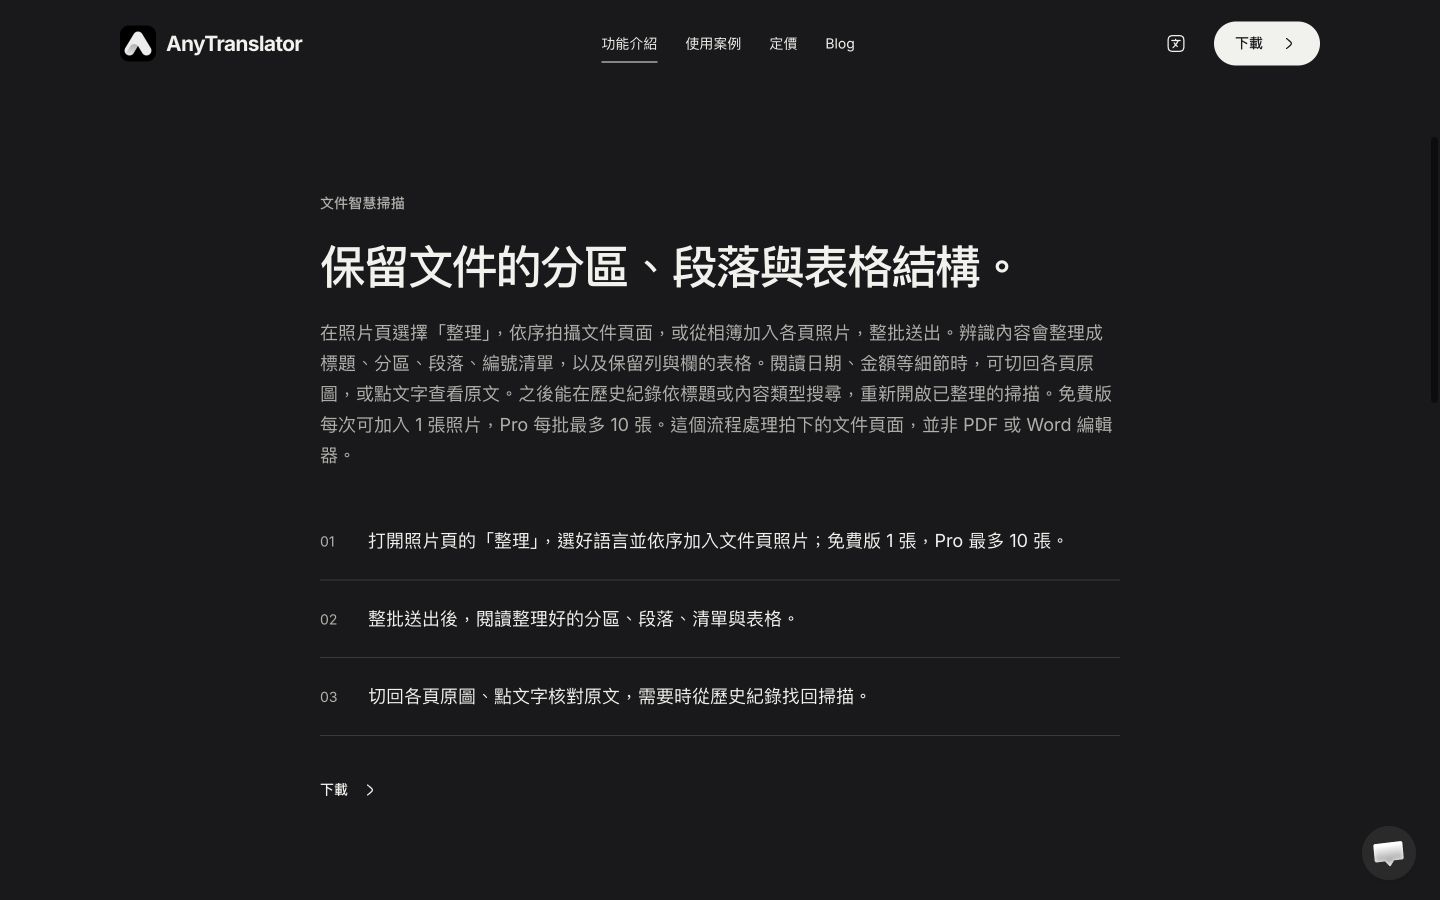 AnyTranslator
功能介紹
使用案例
定價
Blog
下載
文件智慧掃描
保留文件的分區、段落與表格結構。
在照片頁選擇「整理」，依序拍攝文件頁面，或從相簿加入各頁照片，整批送出。辨識內容會整理成
標題、分區、段落、編號清單，以及保留列與欄的表格。閱讀日期、金額等細節時，可切回各頁原
圖，或點文字查看原文。之後能在歷史紀錄依標題或內容類型搜尋，重新開啟已整理的掃描。免費版
每次可加入 1 張照片，Pro 每批最多 10 張。這個流程處理拍下的文件頁面，並非 PDF 或 Word 編輯
器。
01 打開照片頁的「整理」，選好語言並依序加入文件頁照片；免費版 1 張，Pro 最多 10 張。
02 整批送出後，閱讀整理好的分區、段落、清單與表格。
03 切回各頁原圖、點文字核對原文，需要時從歷史紀錄找回掃描。
下載